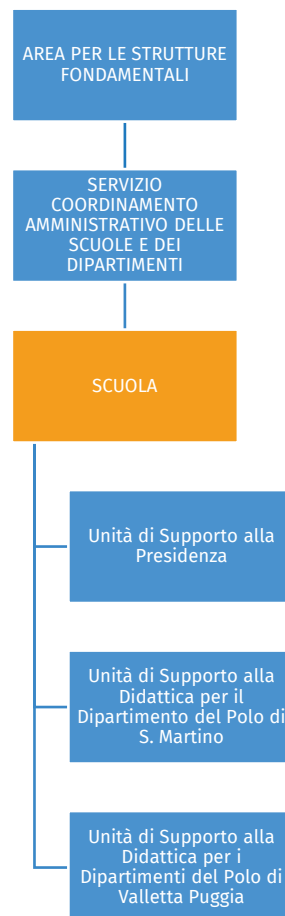 AREA PER LE STRUTTURE
FONDAMENTALI
SERVIZIO
COORDINAMENTO
AMMINISTRATIVO DELLE
SCUOLE E DEI
DIPARTIMENTI
SCUOLA
Unità di Supporto alla
Presidenza
Unità di Supporto alla
Didattica per il
Dipartimento del Polo di
S. Martino
Unità di Supporto alla
Didattica per i
Dipartimenti del Polo di
Valletta Puggia